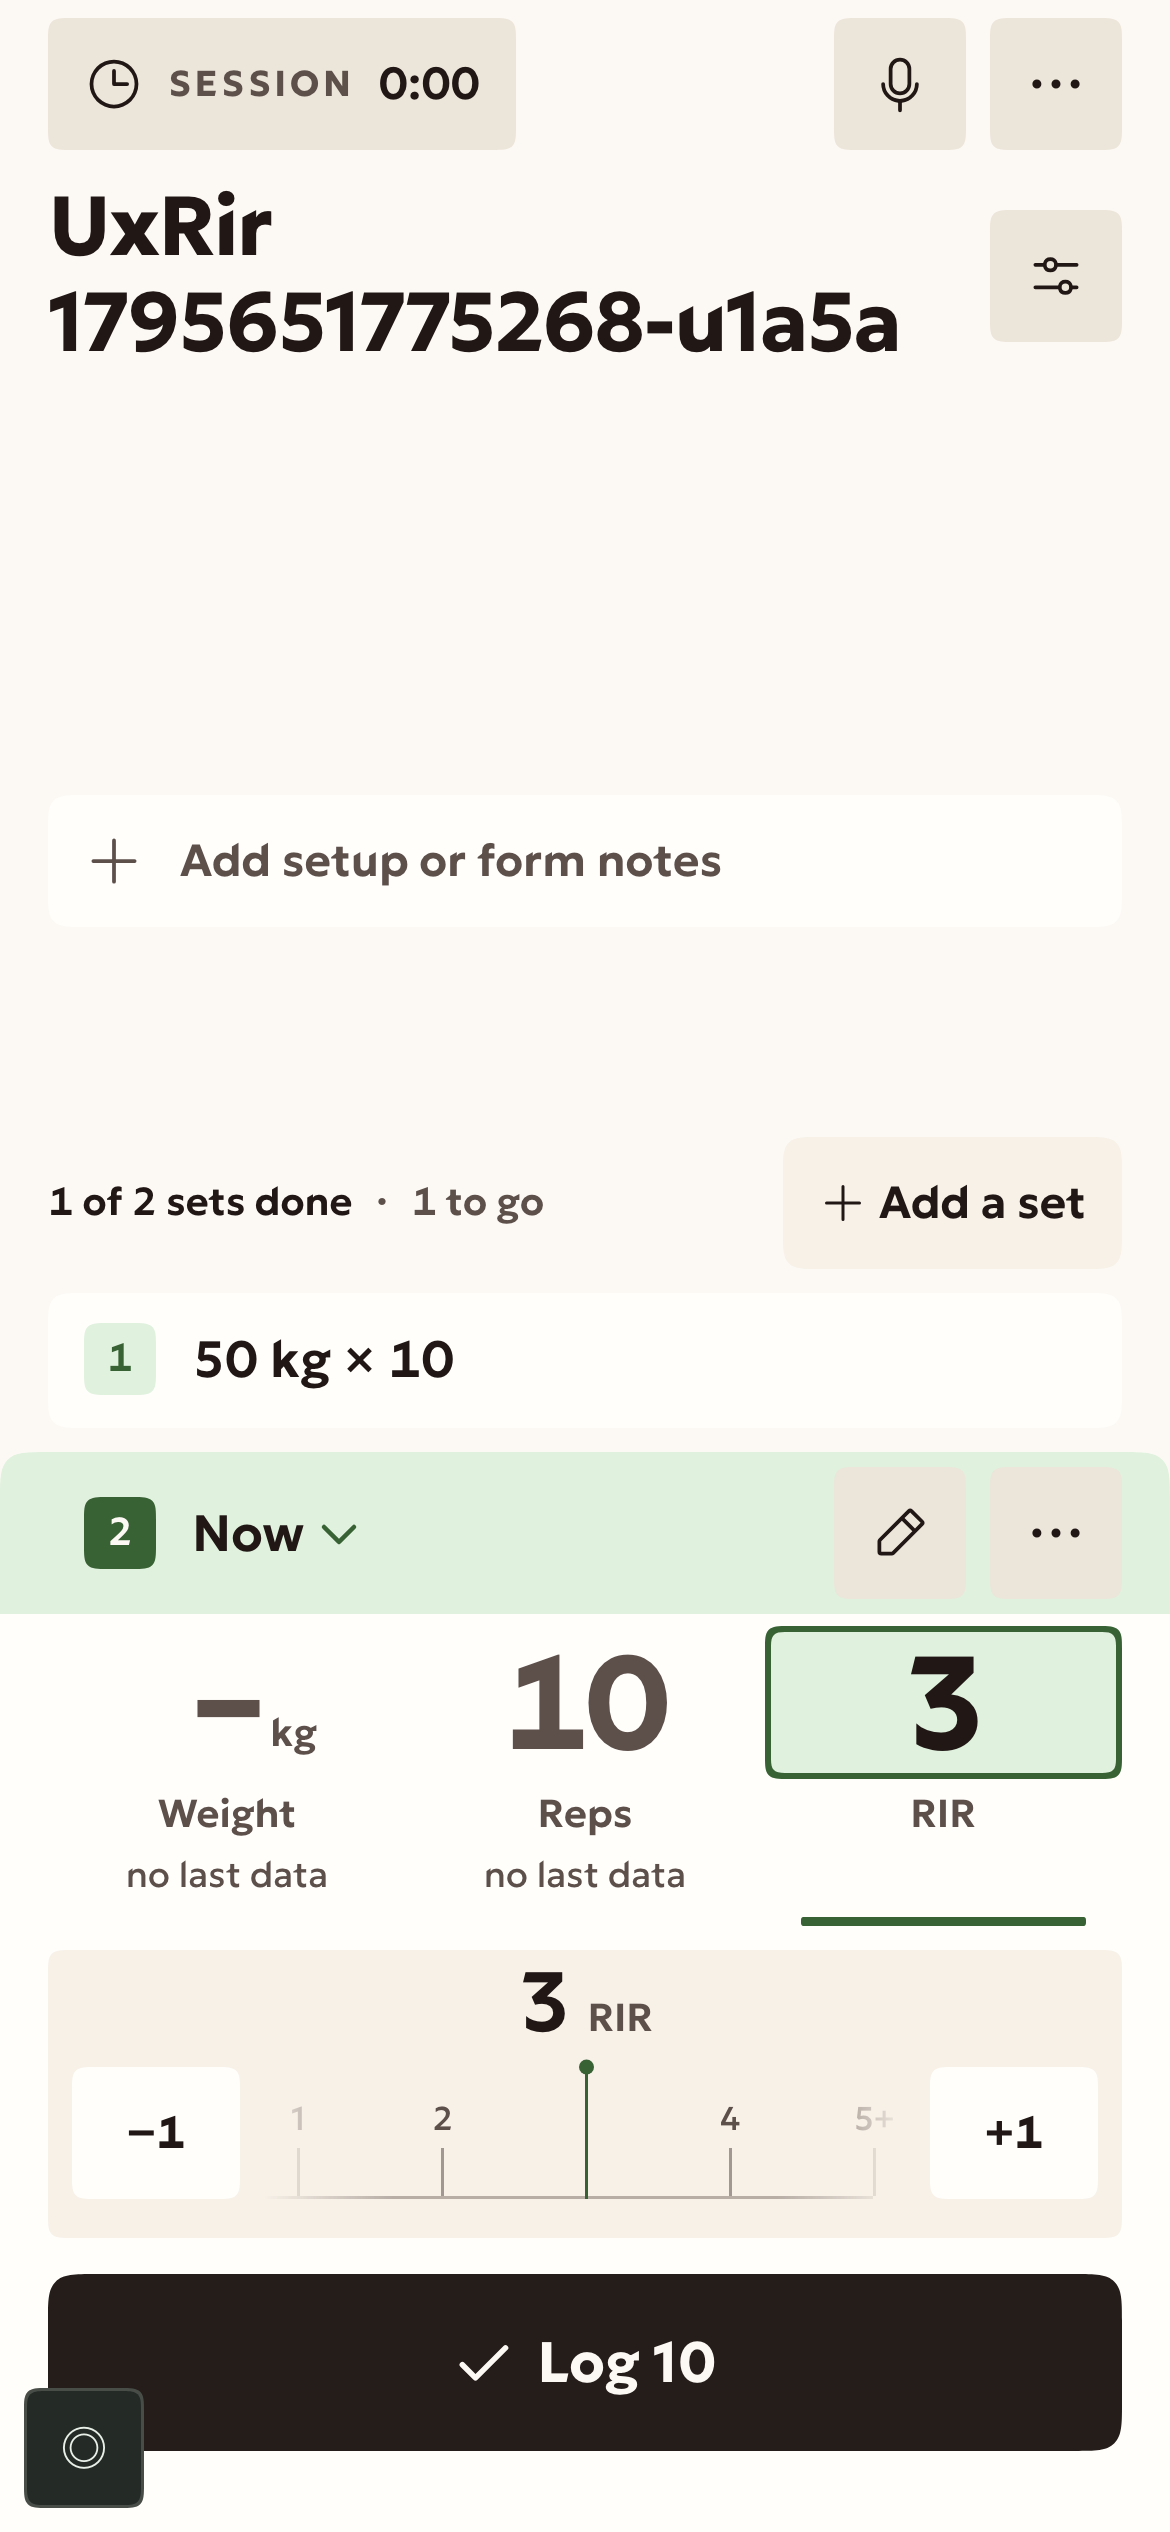 SESSION 0:00
UxRir
1795651775268-u1a5a
Add setup or form notes
1 of 2 sets done · 1 to go
+ Add a set
1 50 kg × 10
2 Now
– kg 10 3
Weight Reps RIR
no last data no last data
3 RIR
−1 1 2 4 5+ +1
Log 10